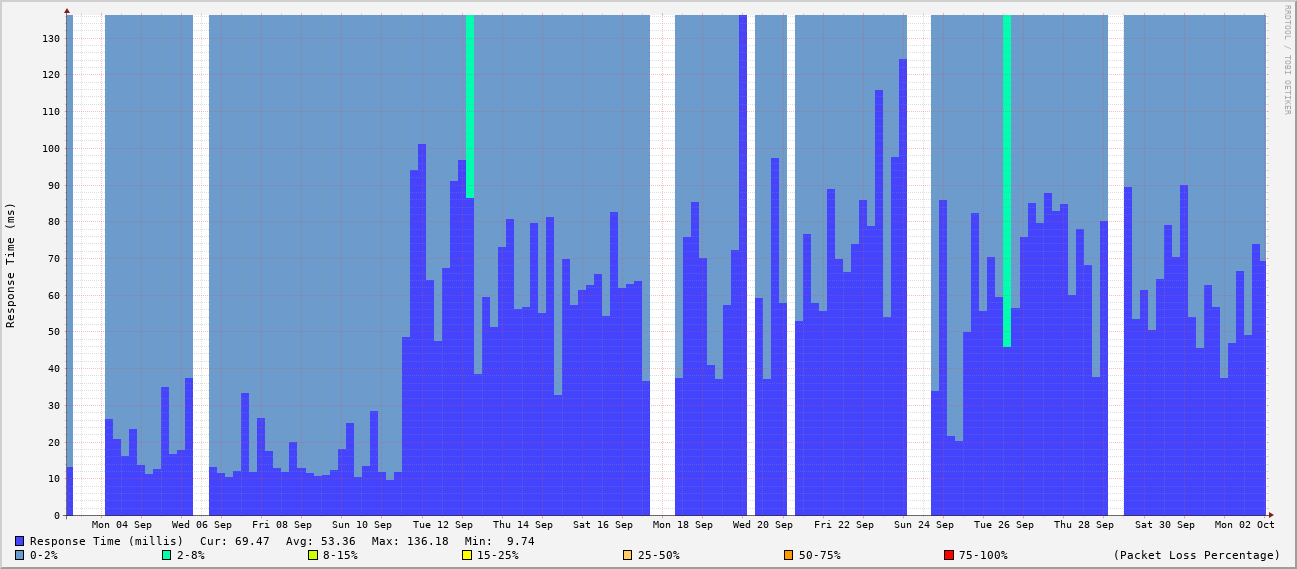 RRDTOOL / TOBI OETIKER
Response Time (ms)
130
120
110
100
90
80
70
60
50
40
30
20
10
0
Mon 04 Sep Wed 06 Sep Fri 08 Sep Sun 10 Sep Tue 12 Sep Thu 14 Sep Sat 16 Sep Mon 18 Sep Wed 20 Sep Fri 22 Sep Sun 24 Sep Tue 26 Sep Thu 28 Sep Sat 30 Sep Mon 02 Oct
Response Time (millis) Cur: 69.47 Avg: 53.36 Max: 136.18 Min: 9.74
0-2% 2-8% 8-15% 15-25% 25-50% 50-75% 75-100% (Packet Loss Percentage)